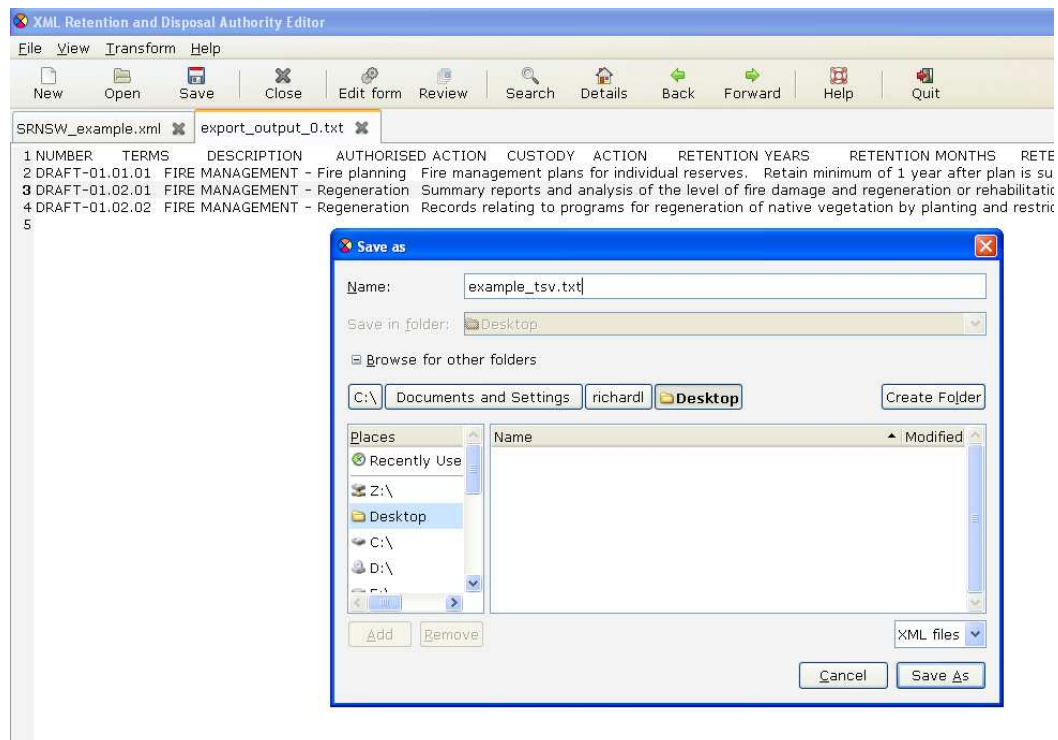 XML Retention and Disposal Authority Editor
File View Transform Help
New Open Save Close Edit form Review Search Details Back Forward Help Quit
SRNSW_example.xml export_output_0.txt
1 NUMBER TERMS DESCRIPTION AUTHORISED ACTION CUSTODY ACTION RETENTION YEARS RETENTION MONTHS RETE
2 DRAFT-01.01.01 FIRE MANAGEMENT - Fire planning Fire management plans for individual reserves. Retain minimum of 1 year after plan is su
3 DRAFT-01.02.01 FIRE MANAGEMENT - Regeneration Summary reports and analysis of the level of fire damage and regeneration or rehabilitatio
4 DRAFT-01.02.02 FIRE MANAGEMENT - Regeneration Records relating to programs for regeneration of native vegetation by planting and restric
5
Save as
Name: example_tsv.txt
Save in folder: Desktop
Browse for other folders
C:\ Documents and Settings richardl Desktop Create Folder
Places Name Modified
Recently Use
Z:\
Desktop
C:\
D:\
Add Remove XML files
Cancel Save As